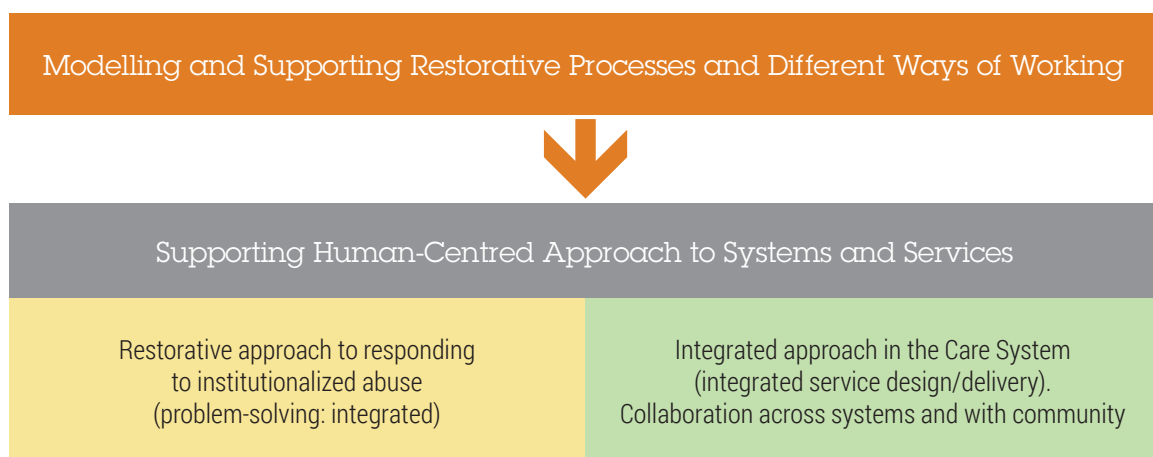 Modelling and Supporting Restorative Processes and Different Ways of Working
Supporting Human-Centred Approach to Systems and Services
Restorative approach to responding
to institutionalized abuse
(problem-solving: integrated)
Integrated approach in the Care System
(integrated service design/delivery).
Collaboration across systems and with community